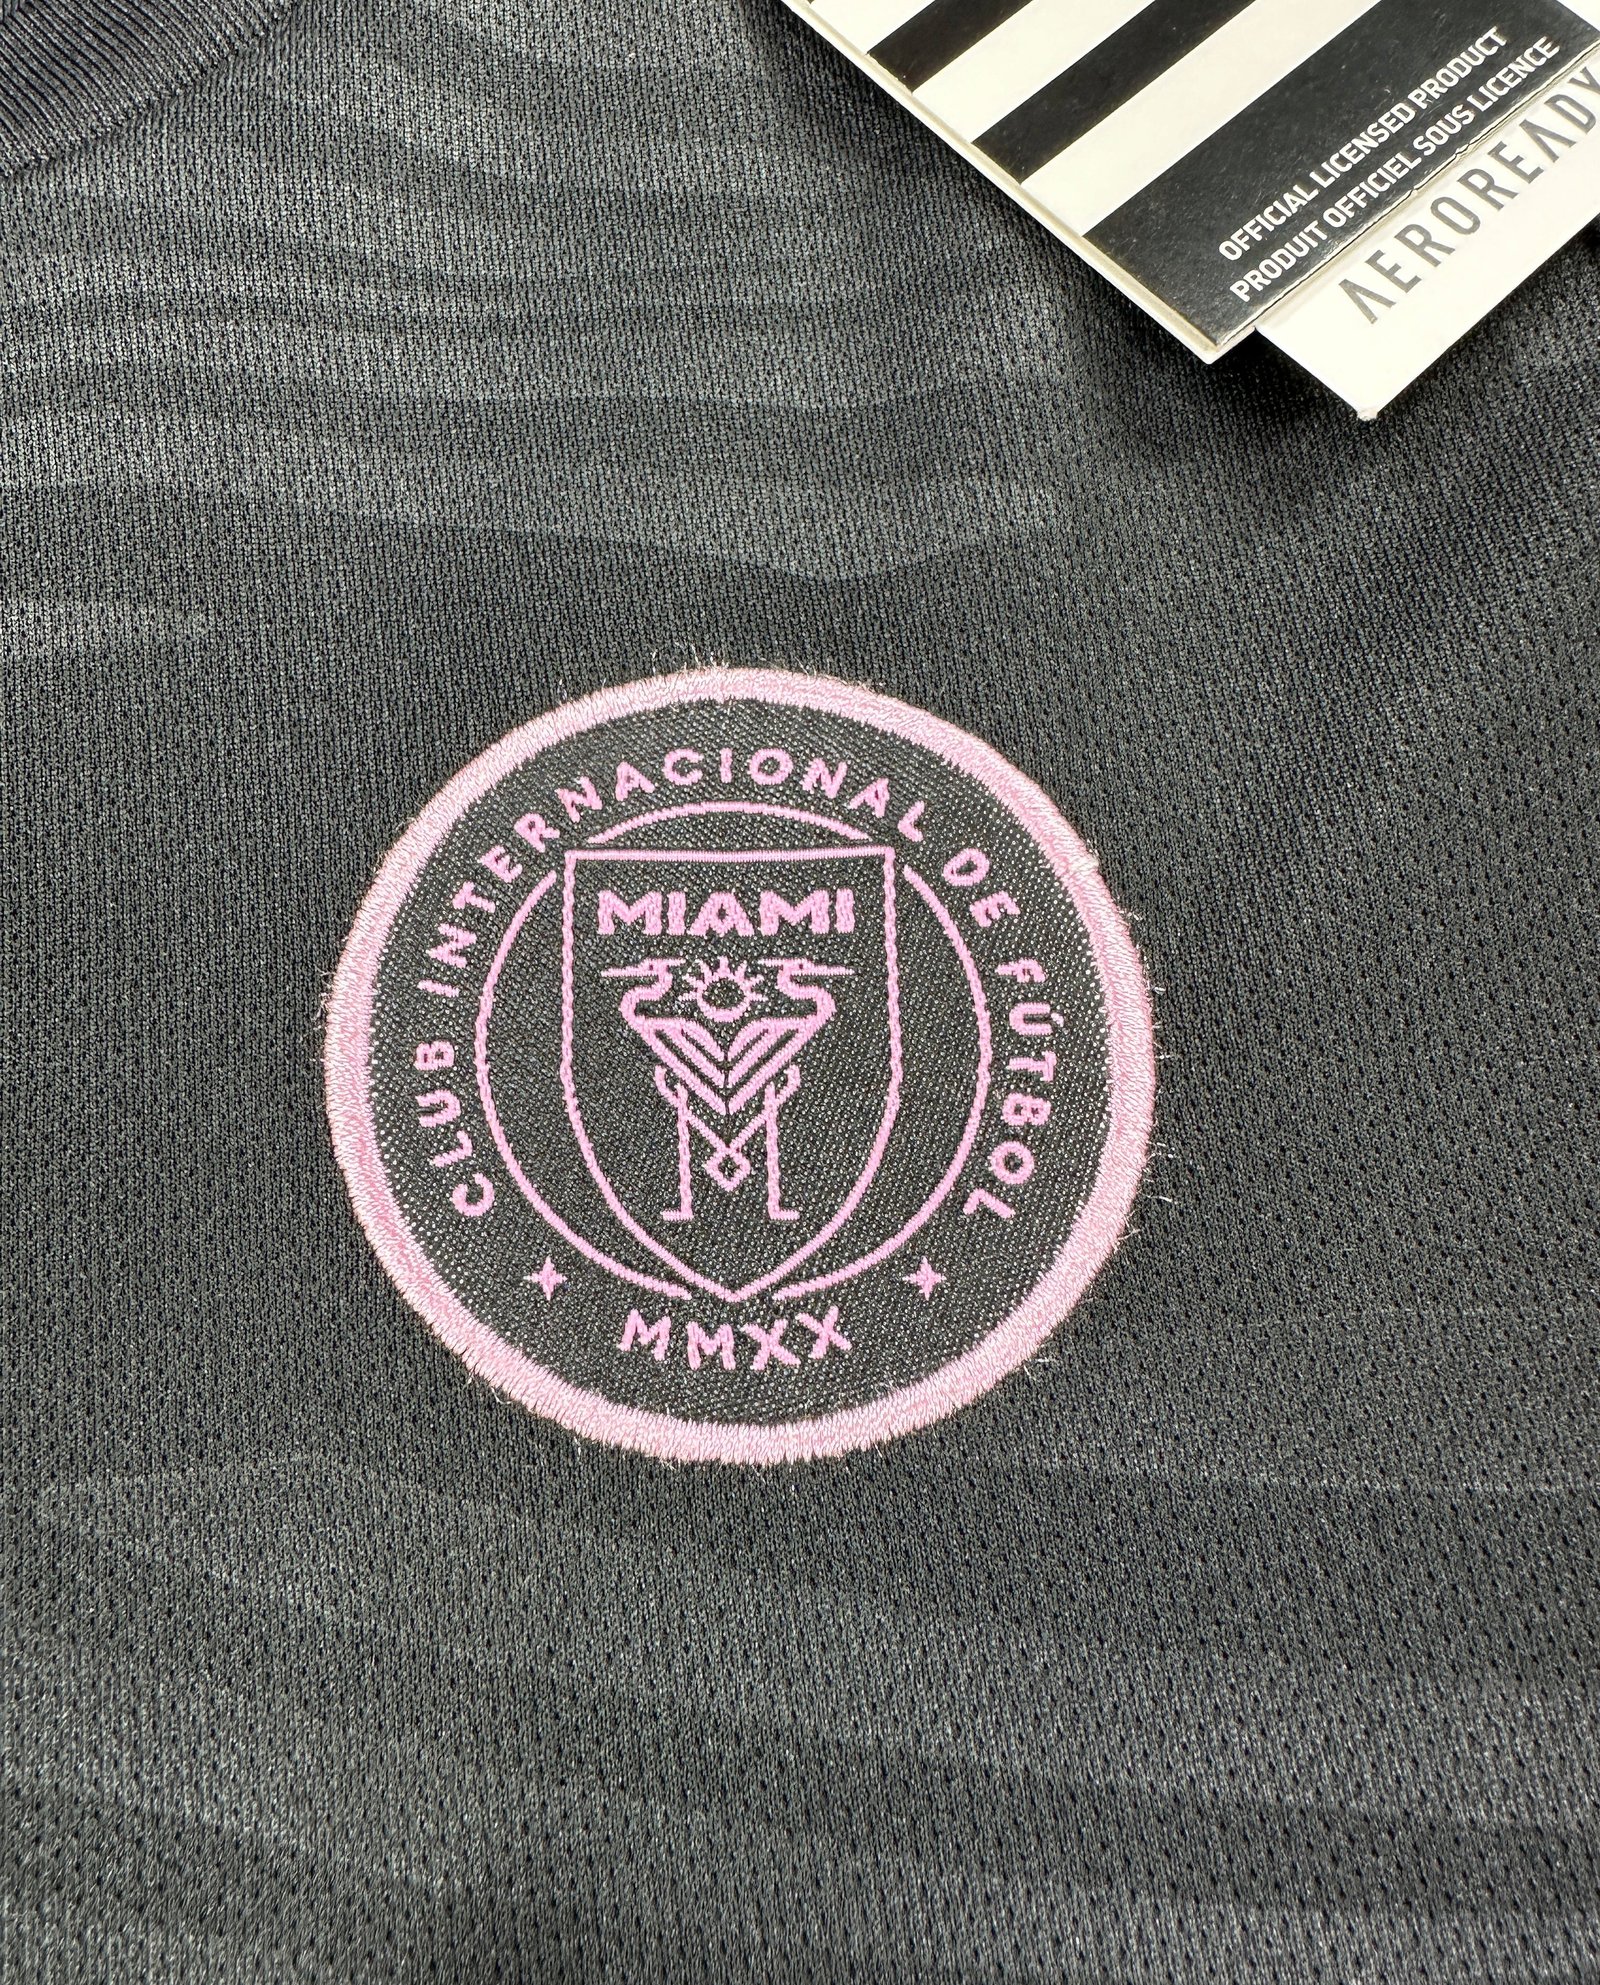 OFFICIAL LICENSED PRODUCT
PRODUIT OFFICIEL SOUS LICENCE
AEROREADY
CLUB INTERNACIONAL DE FÚTBOL
MIAMI
MMXX